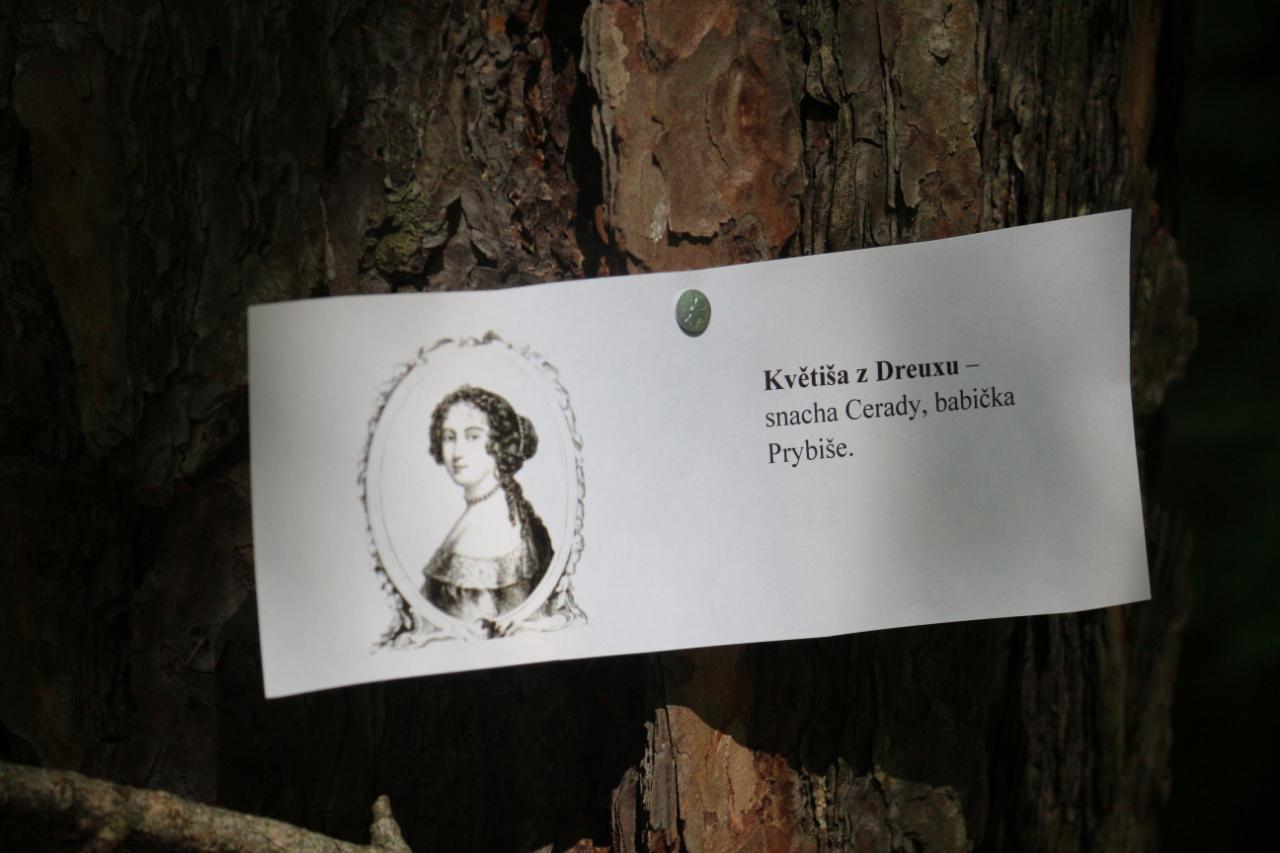 Květiša z Dreuxu –
snacha Cerady, babička
Prybiše.